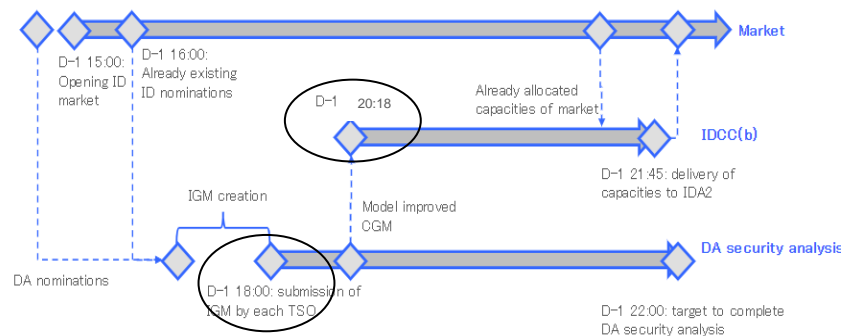 Market
D-1 15:00:
Opening ID
market
D-1 16:00:
Already existing
ID nominations
D-1 20:18
Already allocated
capacities of market
IDCC(b)
D-1 21:45: delivery of
capacities to IDA2
IGM creation
Model improved
CGM
DA security analysis
DA nominations
D-1 18:00: submission of
IGM by each TSO
D-1 22:00: target to complete
DA security analysis